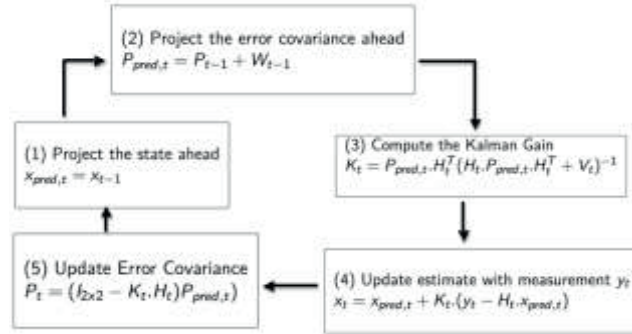 (2) Project the error covariance ahead
P_{pred,t} = P_{t−1} + W_{t−1}
(1) Project the state ahead
x_{pred,t} = x_{t−1}
(3) Compute the Kalman Gain
K_t = P_{pred,t}.H_t^T(H_t.P_{pred,t}.H_t^T + V_t)^{−1}
(5) Update Error Covariance
P_t = (I_{2x2} − K_t.H_t)P_{pred,t})
(4) Update estimate with measurement y_t
x_t = x_{pred,t} + K_t.(y_t − H_t.x_{pred,t})